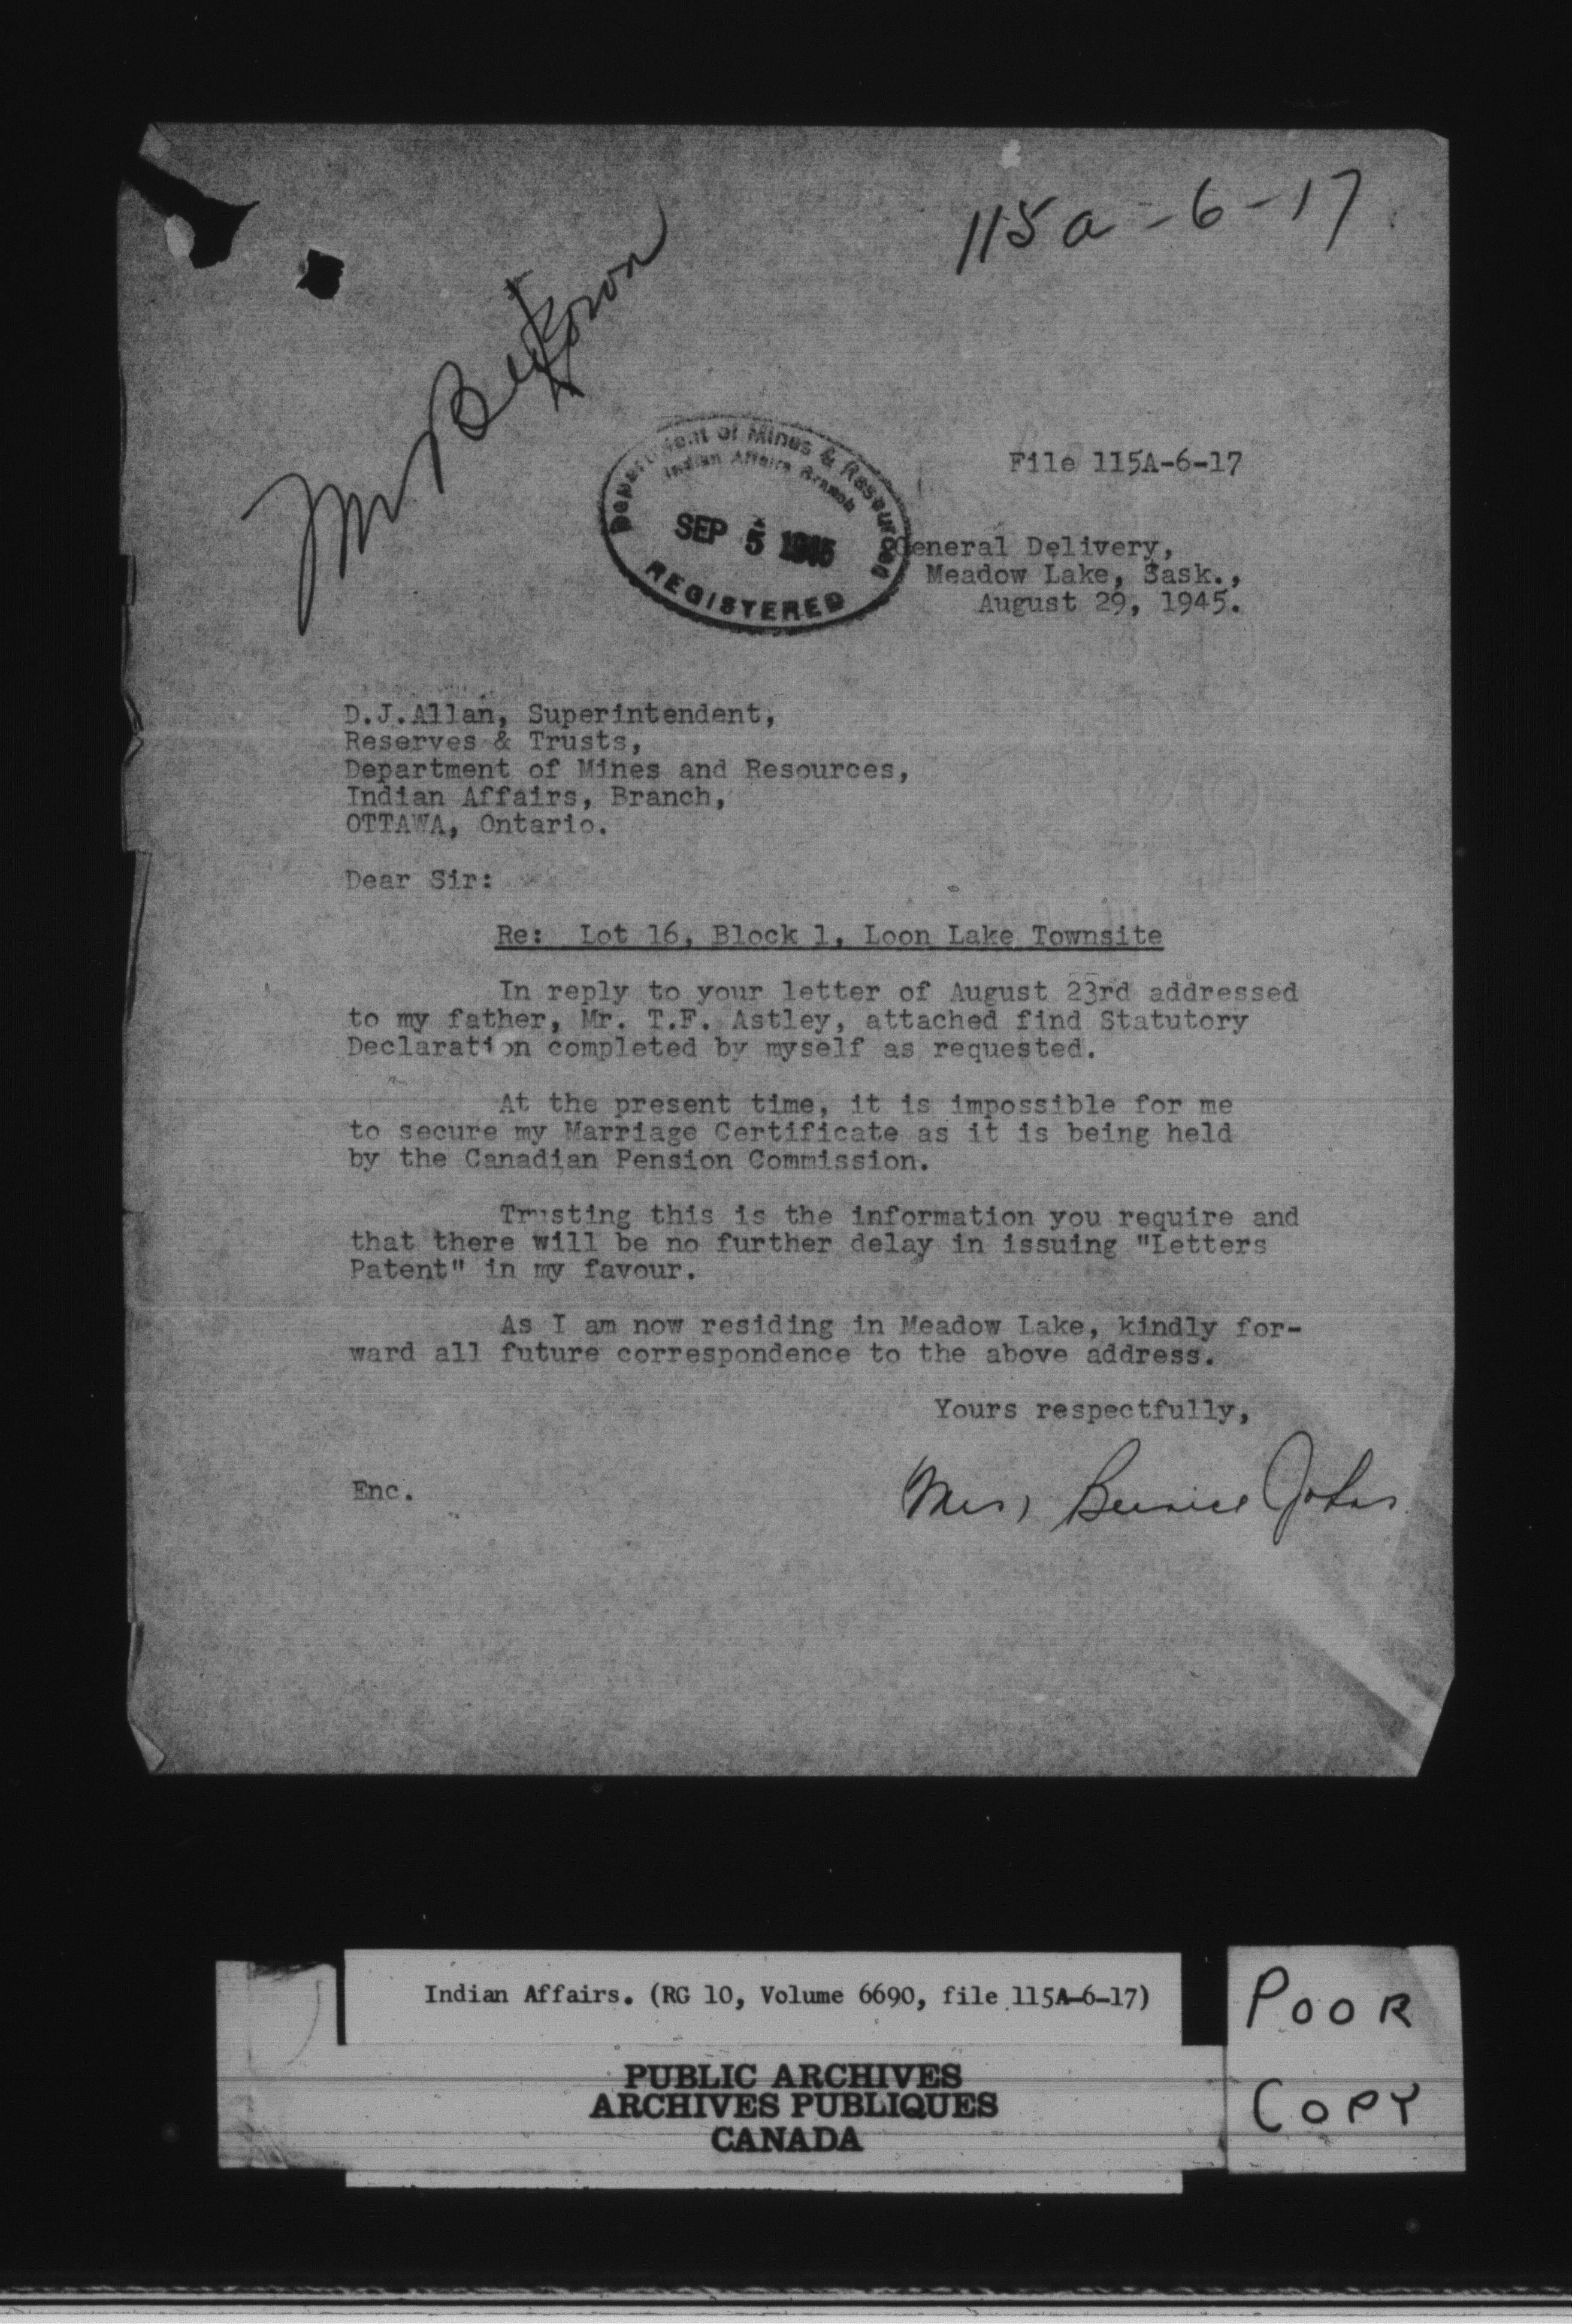 115a-6-17
Mr
Department of Mines & Resources
Indian Affairs Branch
SEP 5 1945
REGISTERED
File 115A-6-17
General Delivery,
Meadow Lake, Sask.,
August 29, 1945.
D.J.Allan, Superintendent,
Reserves & Trusts,
Department of Mines and Resources,
Indian Affairs, Branch,
OTTAWA, Ontario.
Dear Sir:
Re: Lot 16, Block 1, Loon Lake Townsite
In reply to your letter of August 23rd addressed
to my father, Mr. T.F. Astley, attached find Statutory
Declaration completed by myself as requested.
At the present time, it is impossible for me
to secure my Marriage Certificate as it is being held
by the Canadian Pension Commission.
Trusting this is the information you require and
that there will be no further delay in issuing "Letters
Patent" in my favour.
As I am now residing in Meadow Lake, kindly for-
ward all future correspondence to the above address.
Yours respectfully,
Enc.
Mrs, Bernice Johns
Indian Affairs. (RG 10, Volume 6690, file 115A-6-17)
POOR
COPY
PUBLIC ARCHIVES
ARCHIVES PUBLIQUES
CANADA